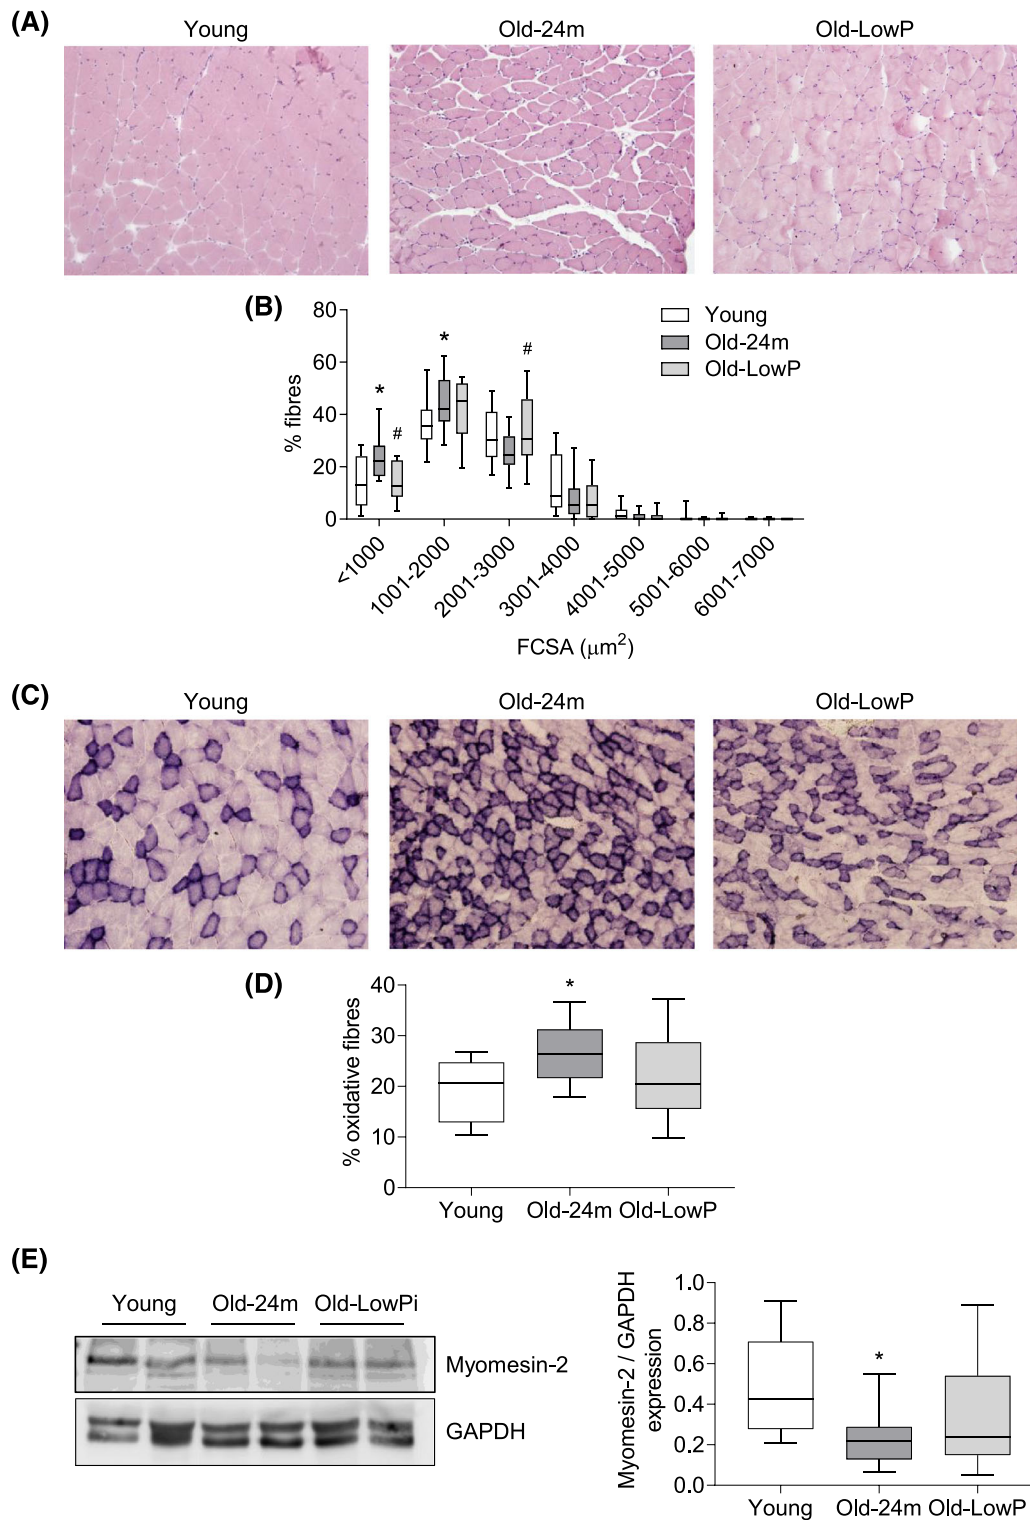 (A)
Young
Old-24m
Old-LowP
(B)
80
60
40
20
0
% fibres
*
#
*
#
Young
Old-24m
Old-LowP
<1000
1001-2000
2001-3000
3001-4000
4001-5000
5001-6000
6001-7000
FCSA (μm²)
(C)
Young
Old-24m
Old-LowP
(D)
40
30
20
10
0
% oxidative fibres
*
Young
Old-24m
Old-LowP
(E)
Young
Old-24m
Old-LowPi
Myomesin-2
GAPDH
Myomesin-2 / GAPDH
expression
1.0
0.8
0.6
0.4
0.2
0.0
*
Young
Old-24m
Old-LowP